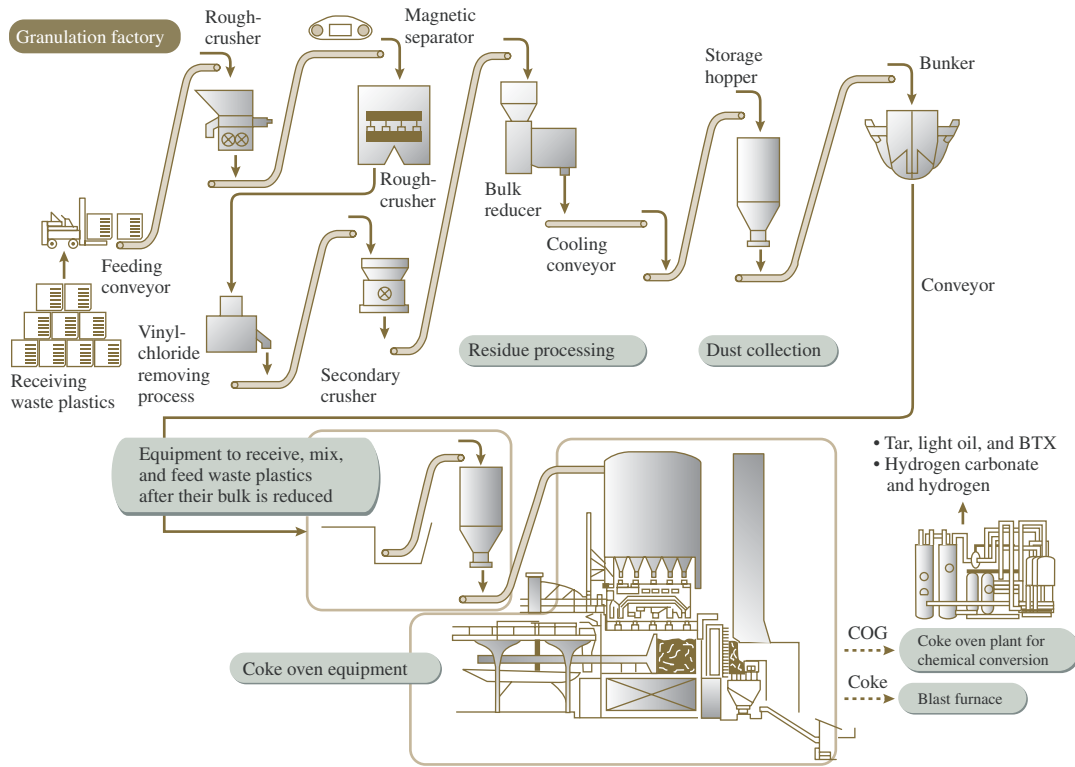 Granulation factory
Rough-
crusher
Magnetic
separator
Storage
hopper
Bunker
Rough-
crusher
Bulk
reducer
Cooling
conveyor
Feeding
conveyor
Conveyor
Receiving
waste plastics
Vinyl-
chloride
removing
process
Secondary
crusher
Residue processing
Dust collection
Equipment to receive, mix,
and feed waste plastics
after their bulk is reduced
• Tar, light oil, and BTX
• Hydrogen carbonate
and hydrogen
Coke oven equipment
COG
Coke oven plant for
chemical conversion
Coke
Blast furnace